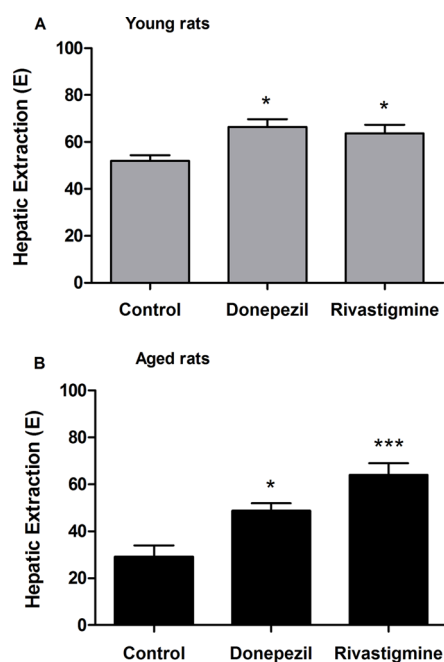 A Young rats
100
80
60
40
20
0
Hepatic Extraction (E)
* *
Control Donepezil Rivastigmine
B Aged rats
100
80
60
40
20
0
Hepatic Extraction (E)
* ***
Control Donepezil Rivastigmine